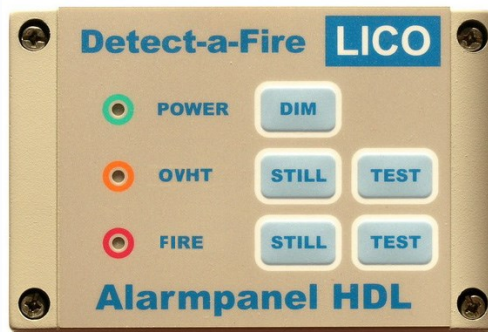 Detect-a-Fire LICO
POWER DIM
OVHT STILL TEST
FIRE STILL TEST
Alarmpanel HDL